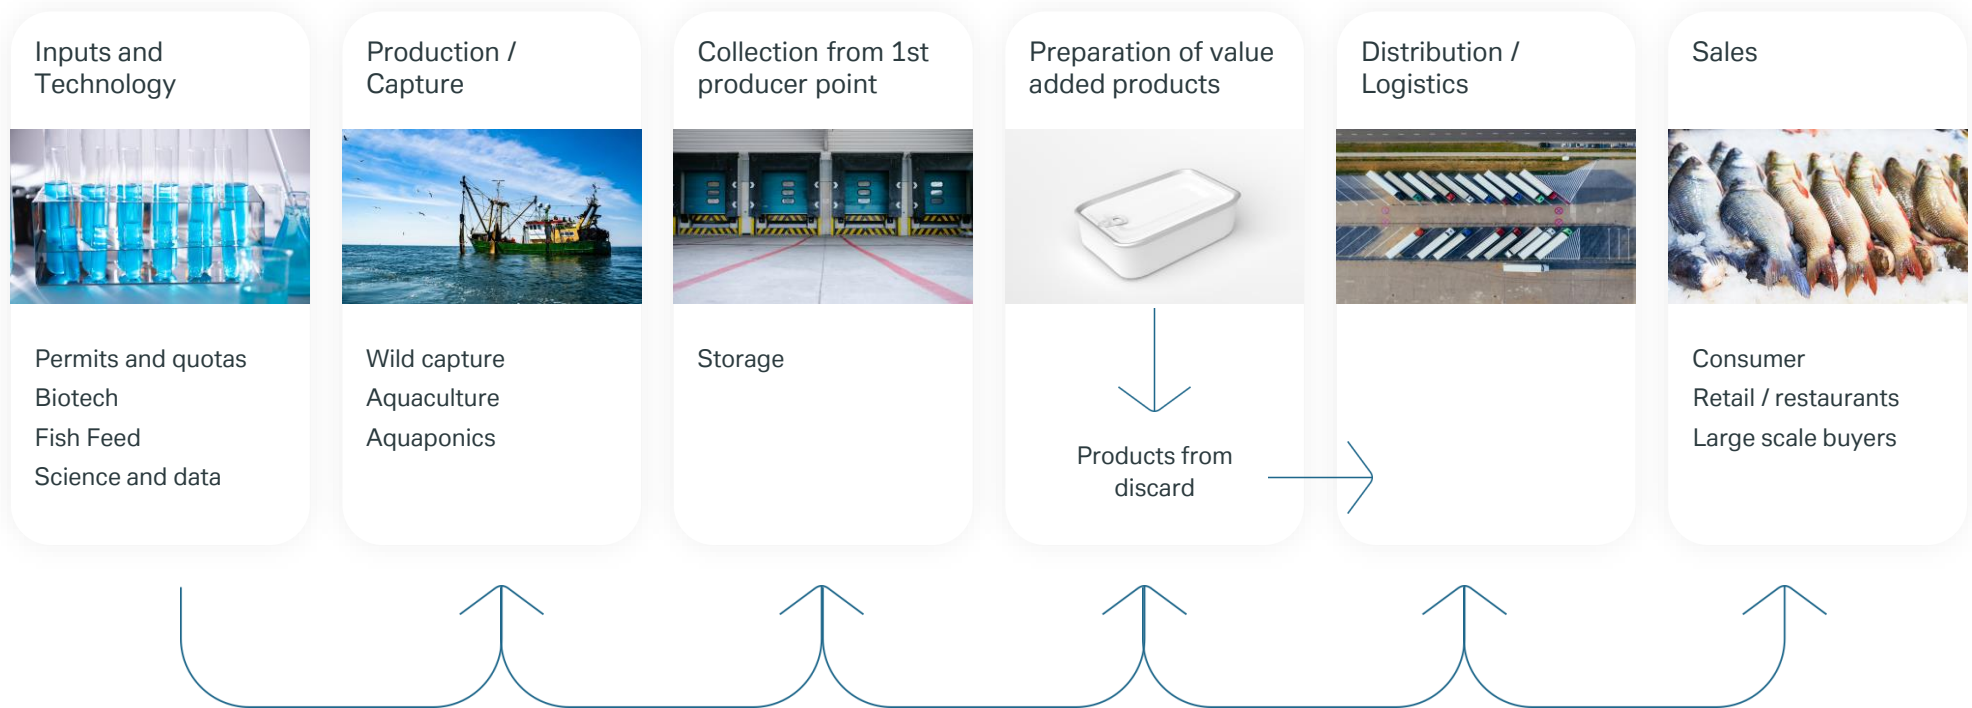 Inputs and
Technology
Permits and quotas
Biotech
Fish Feed
Science and data
Production /
Capture
Wild capture
Aquaculture
Aquaponics
Collection from 1st
producer point
Storage
Preparation of value
added products
Products from
discard
Distribution /
Logistics
Sales
Consumer
Retail / restaurants
Large scale buyers